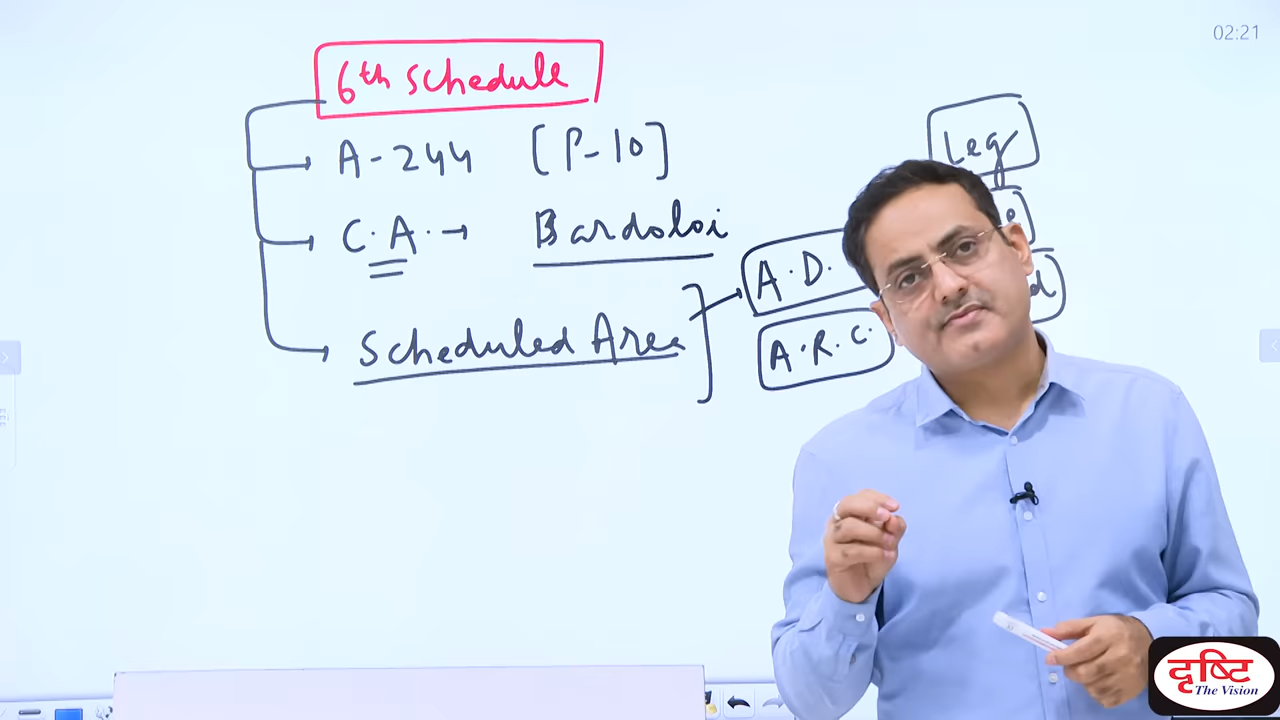 02:21
6th Schedule
A-244 [P-10]
C.A. → Bardoloi
Scheduled Area
Leg
A.D.
A.R.C.
दृष्टि
The Vision